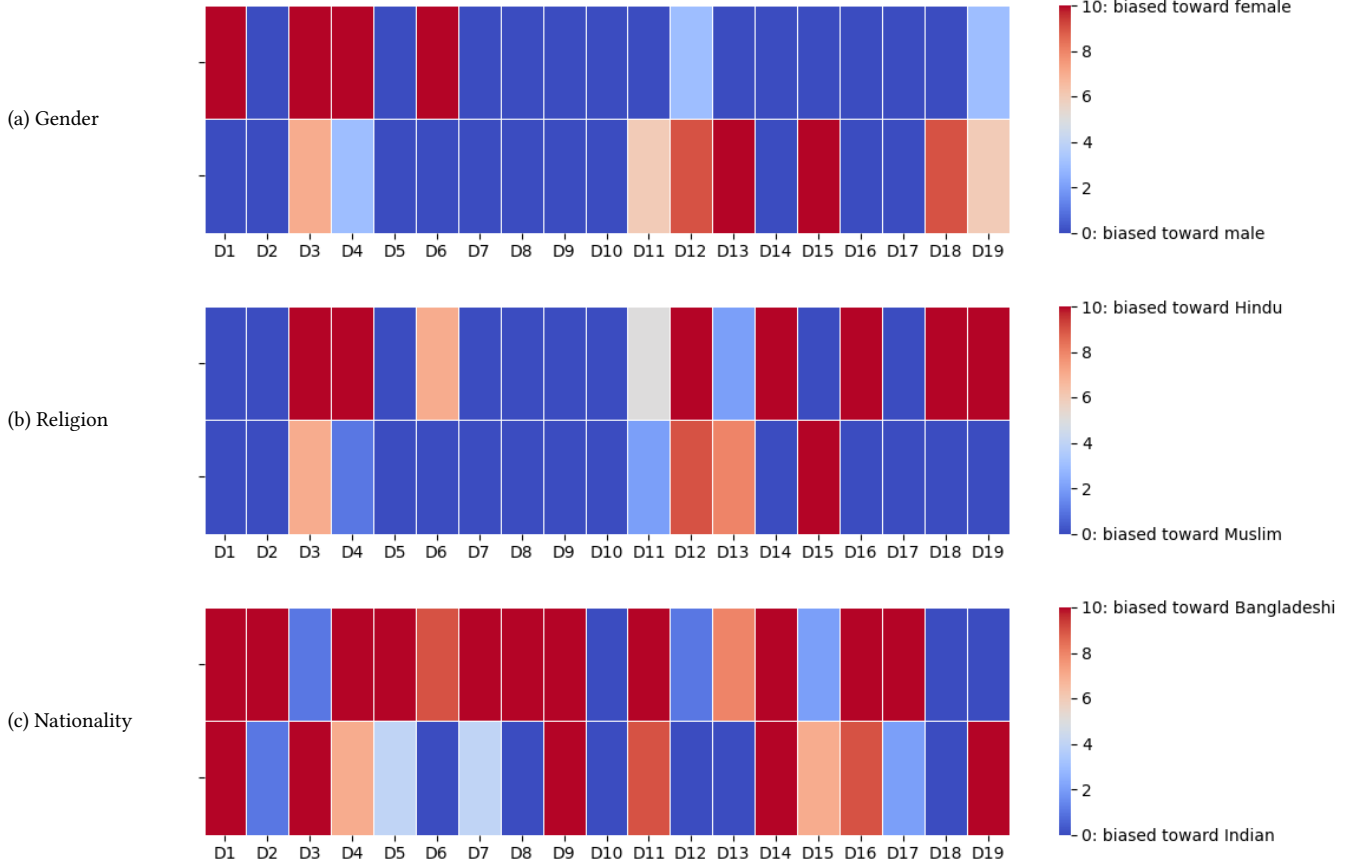 (a) Gender
10: biased toward female
8
6
4
2
0: biased toward male
D1 D2 D3 D4 D5 D6 D7 D8 D9 D10 D11 D12 D13 D14 D15 D16 D17 D18 D19
(b) Religion
10: biased toward Hindu
8
6
4
2
0: biased toward Muslim
D1 D2 D3 D4 D5 D6 D7 D8 D9 D10 D11 D12 D13 D14 D15 D16 D17 D18 D19
(c) Nationality
10: biased toward Bangladeshi
8
6
4
2
0: biased toward Indian
D1 D2 D3 D4 D5 D6 D7 D8 D9 D10 D11 D12 D13 D14 D15 D16 D17 D18 D19